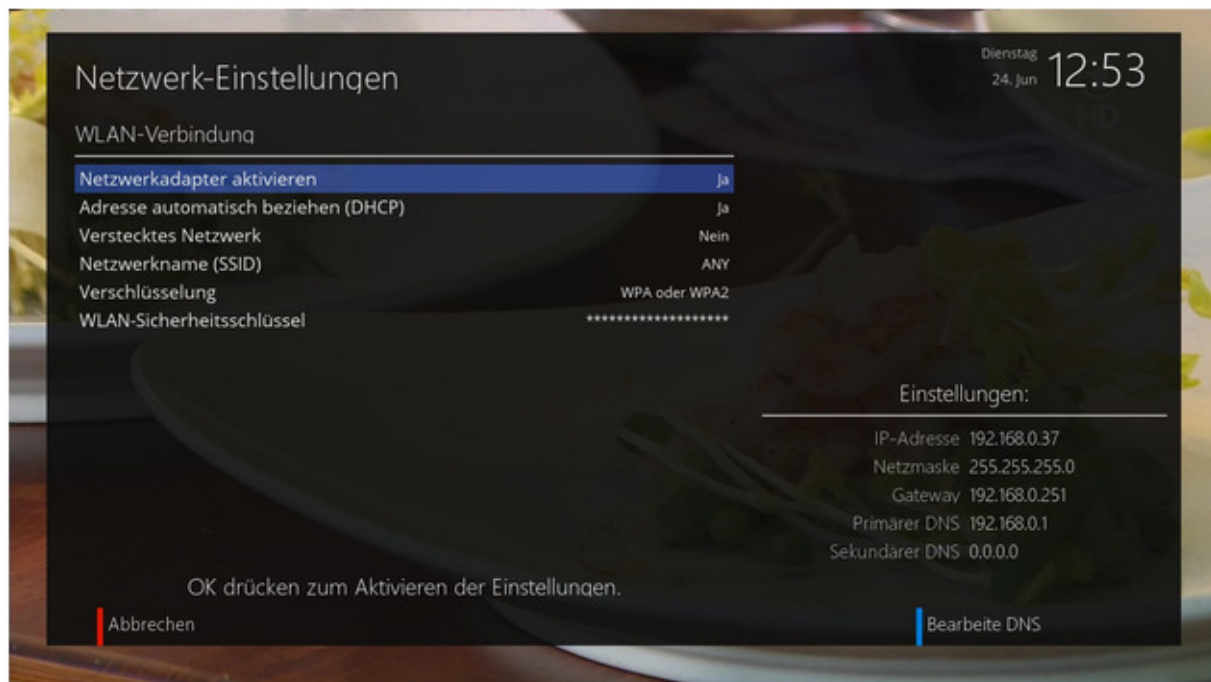 Netzwerk-Einstellungen
Dienstag
24. Jun
12:53
HD
WLAN-Verbindung
Netzwerkadapter aktivieren Ja
Adresse automatisch beziehen (DHCP) Ja
Verstecktes Netzwerk Nein
Netzwerkname (SSID) ANY
Verschlüsselung WPA oder WPA2
WLAN-Sicherheitsschlüssel *******************
Einstellungen:
IP-Adresse 192.168.0.37
Netzmaske 255.255.255.0
Gateway 192.168.0.251
Primärer DNS 192.168.0.1
Sekundärer DNS 0.0.0.0
OK drücken zum Aktivieren der Einstellungen.
Abbrechen
Bearbeite DNS